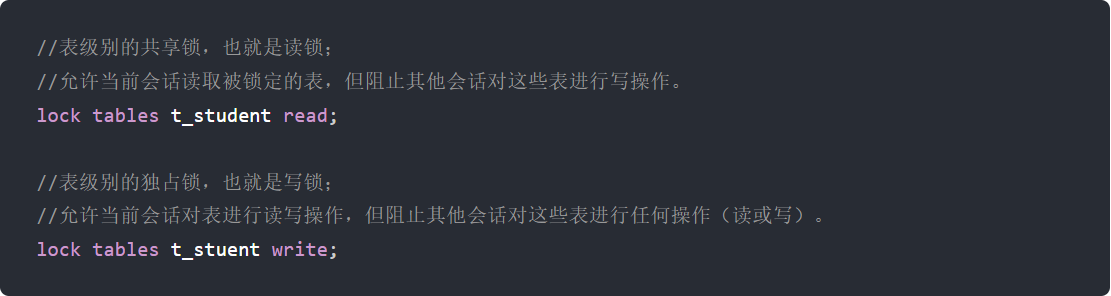 //表级别的共享锁，也就是读锁；
//允许当前会话读取被锁定的表，但阻止其他会话对这些表进行写操作。
lock tables t_student read;
//表级别的独占锁，也就是写锁；
//允许当前会话对表进行读写操作，但阻止其他会话对这些表进行任何操作（读或写）。
lock tables t_stuent write;